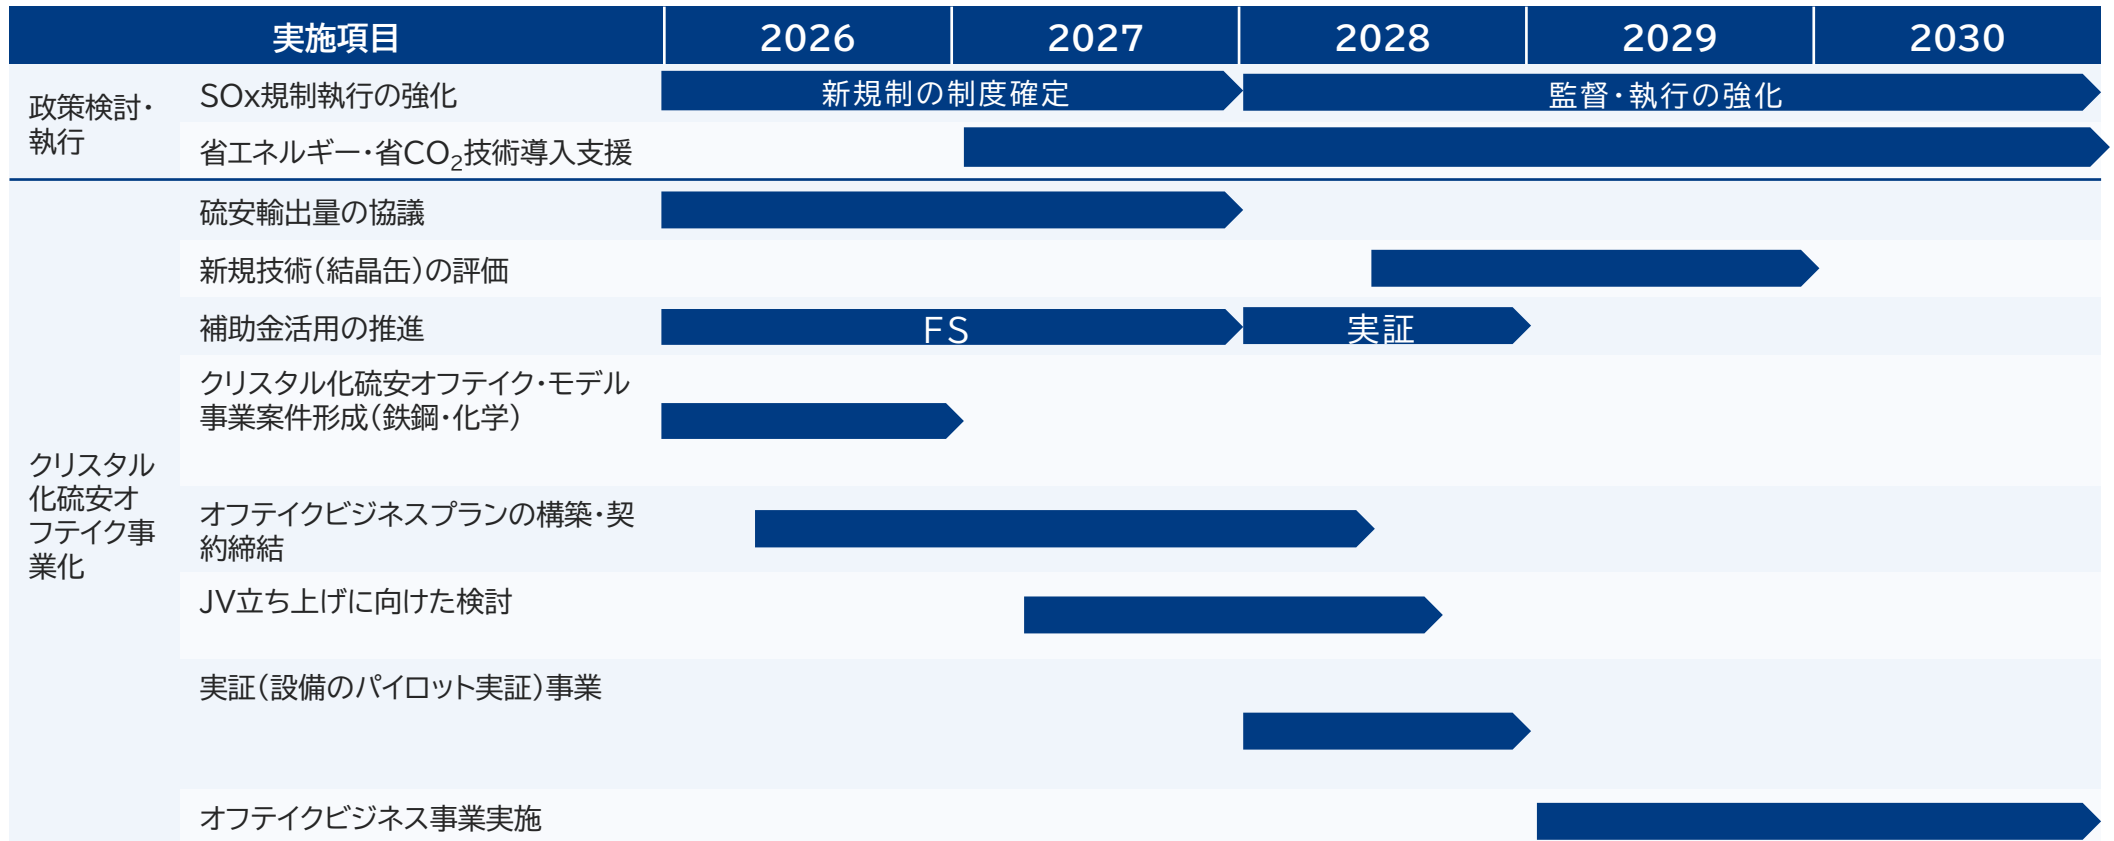 実施項目 2026 2027 2028 2029 2030
政策検討・
執行
SOx規制執行の強化
新規制の制度確定
監督・執行の強化
省エネルギー・省CO₂技術導入支援
クリスタル
化硫安オ
フテイク事
業化
硫安輸出量の協議
新規技術(結晶缶)の評価
補助金活用の推進
FS
実証
クリスタル化硫安オフテイク・モデル
事業案件形成(鉄鋼・化学)
オフテイクビジネスプランの構築・契
約締結
JV立ち上げに向けた検討
実証(設備のパイロット実証)事業
オフテイクビジネス事業実施